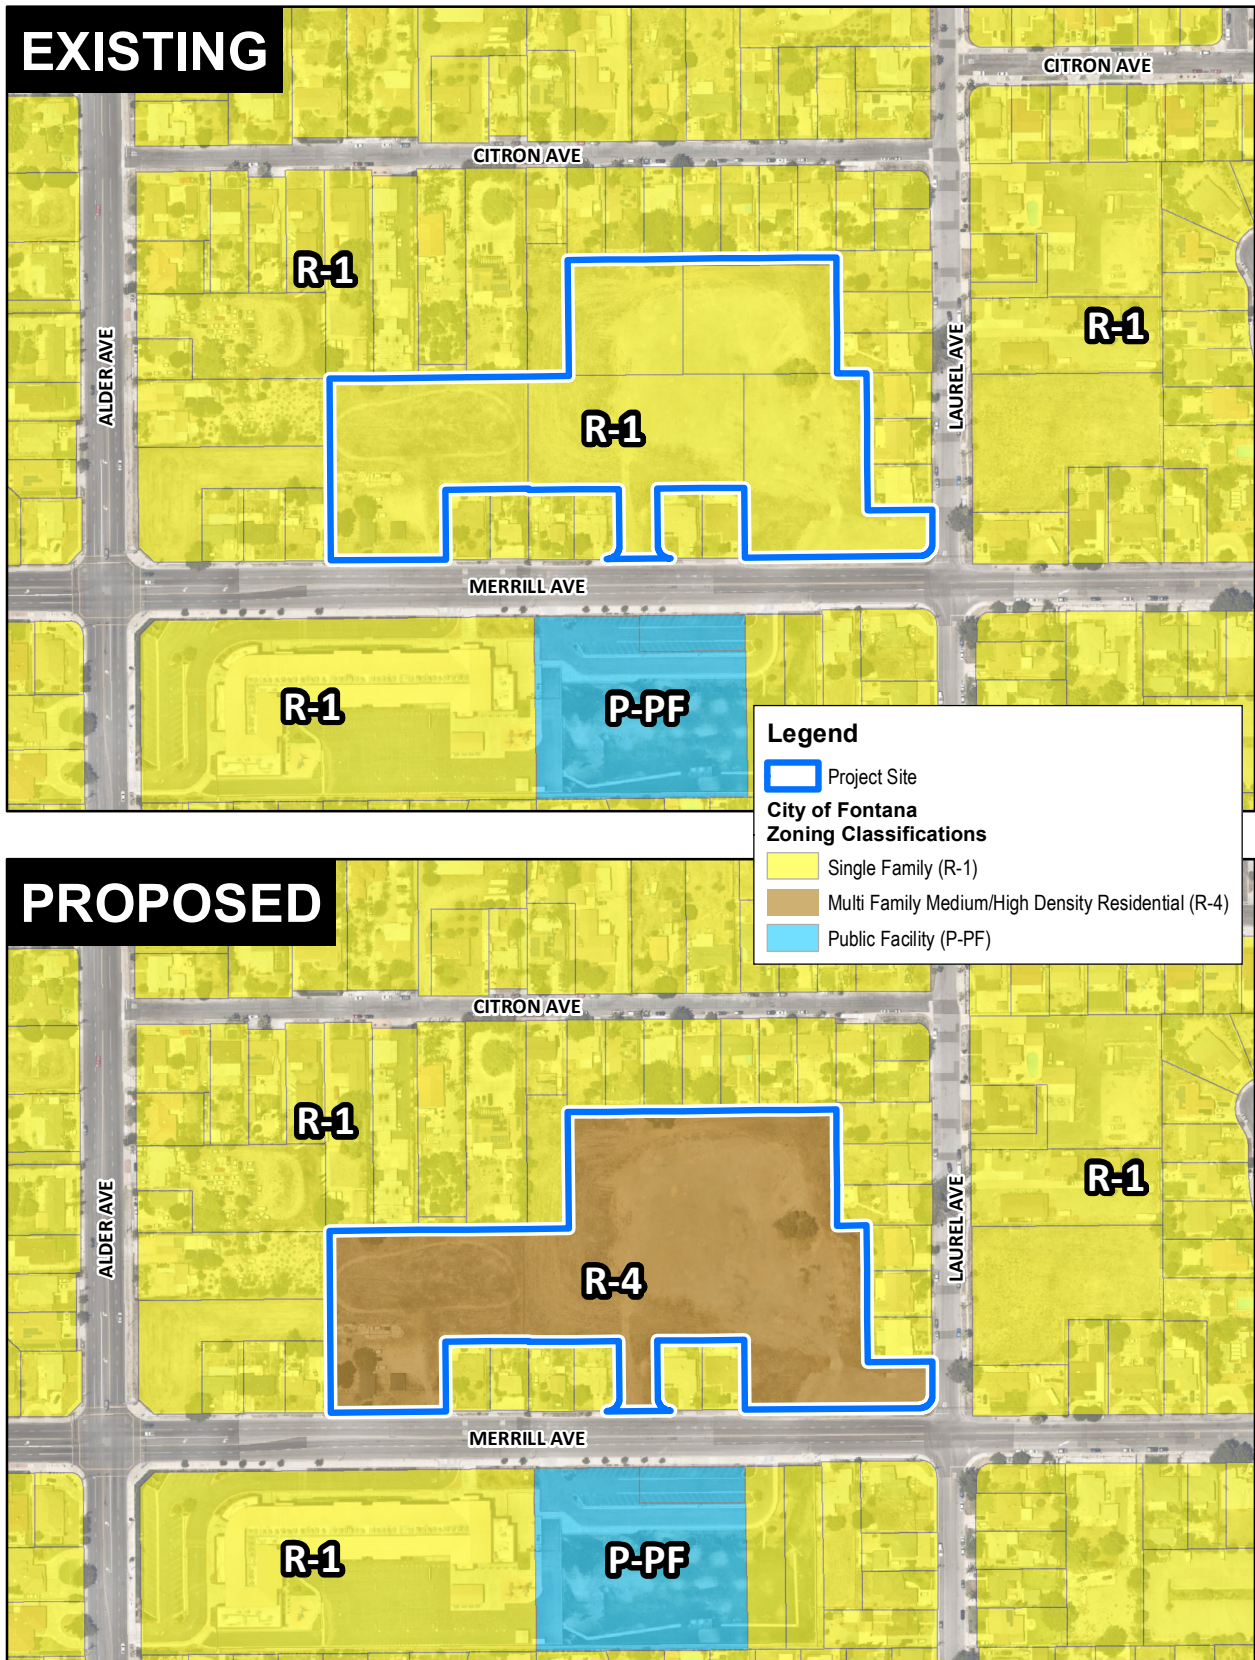 EXISTING
CITRON AVE
CITRON AVE
R-1
R-1
ALDER AVE
LAUREL AVE
R-1
MERRILL AVE
R-1
P-PF
Legend
Project Site
City of Fontana
Zoning Classifications
Single Family (R-1)
Multi Family Medium/High Density Residential (R-4)
Public Facility (P-PF)
PROPOSED
CITRON AVE
R-1
R-1
ALDER AVE
LAUREL AVE
R-4
MERRILL AVE
R-1
P-PF